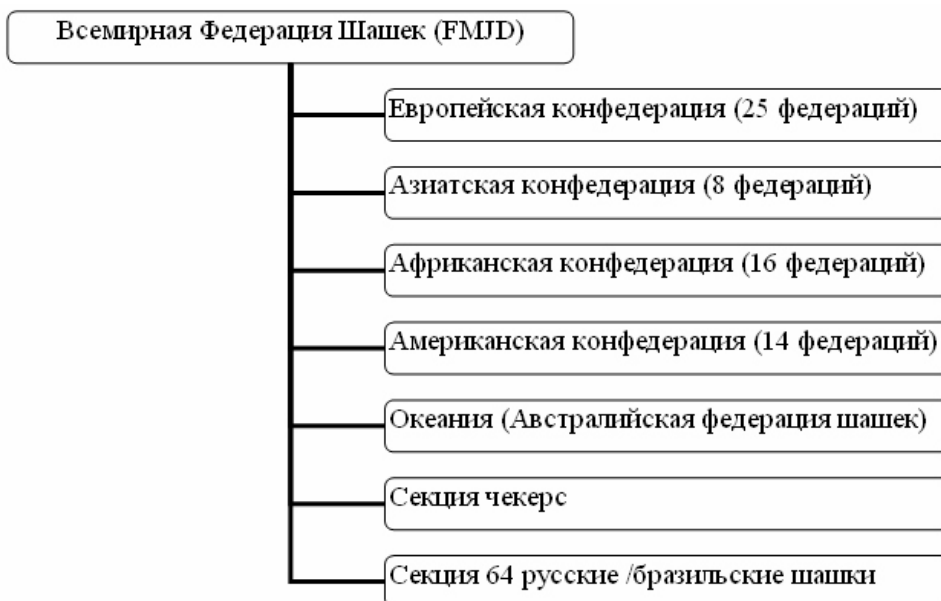 Всемирная Федерация Шашек (FMJD)
Европейская конфедерация (25 федераций)
Азиатская конфедерация (8 федераций)
Африканская конфедерация (16 федераций)
Американская конфедерация (14 федераций)
Океания (Австралийская федерация шашек)
Секция чекерс
Секция 64 русские /бразильские шашки